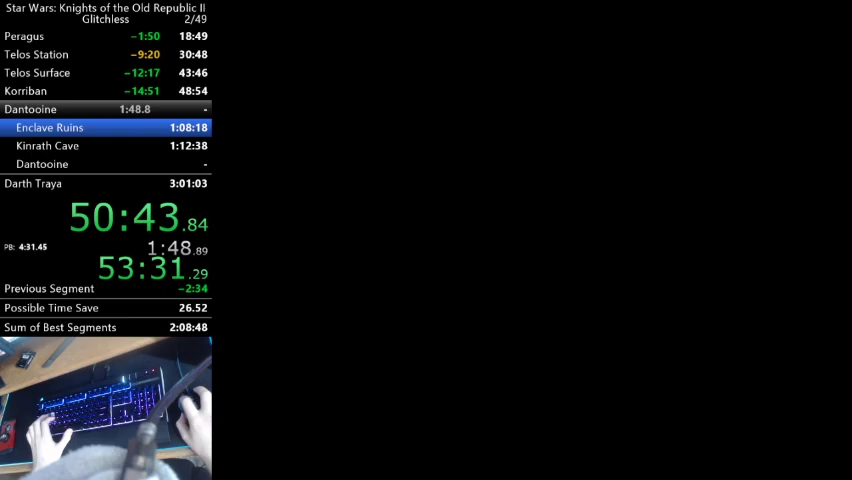 Star Wars: Knights of the Old Republic II
Glitchless 2/49
Peragus −1:50 18:49
Telos Station −9:20 30:48
Telos Surface −12:17 43:46
Korriban −14:51 48:54
Dantooine 1:48.8 -
Enclave Ruins 1:08:18
Kinrath Cave 1:12:38
Dantooine -
Darth Traya 3:01:03
50:43.84
PB: 4:31.45 1:48.89
53:31.29
Previous Segment −2:34
Possible Time Save 26.52
Sum of Best Segments 2:08:48